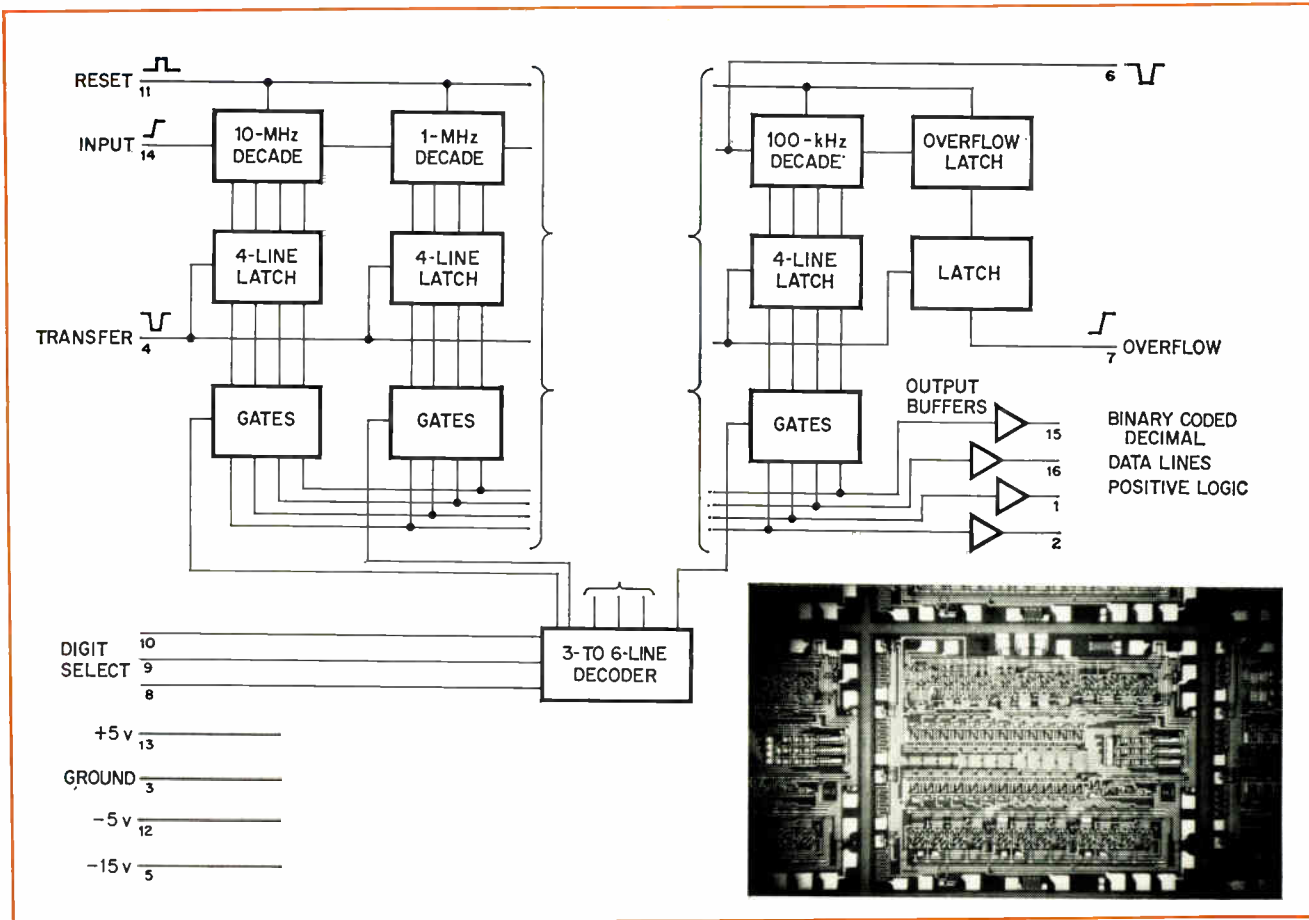 RESET
11
6
INPUT
14
10-MHz
DECADE
1-MHz
DECADE
100-kHz
DECADE
OVERFLOW
LATCH
4-LINE
LATCH
4-LINE
LATCH
4-LINE
LATCH
LATCH
TRANSFER
4
7 OVERFLOW
GATES
GATES
GATES
OUTPUT
BUFFERS
15
BINARY CODED
DECIMAL
16
DATA LINES
1
POSITIVE LOGIC
2
DIGIT
SELECT
10
9
8
3-TO 6-LINE
DECODER
+5 v
13
GROUND
3
-5 v
12
-15 v
5